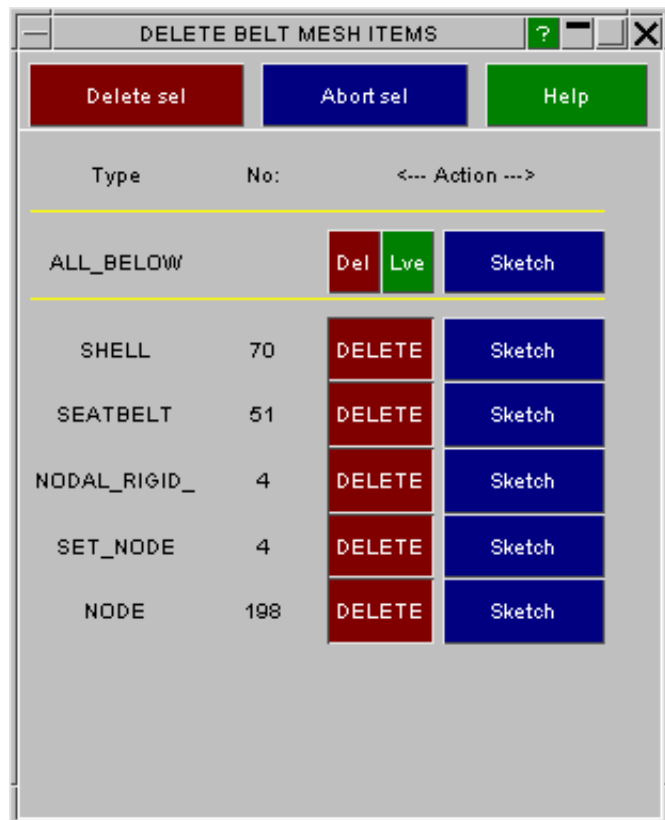 DELETE BELT MESH ITEMS ?
Delete sel Abort sel Help
Type No: <--- Action --->
ALL_BELOW Del Lve Sketch
SHELL 70 DELETE Sketch
SEATBELT 51 DELETE Sketch
NODAL_RIGID_ 4 DELETE Sketch
SET_NODE 4 DELETE Sketch
NODE 198 DELETE Sketch